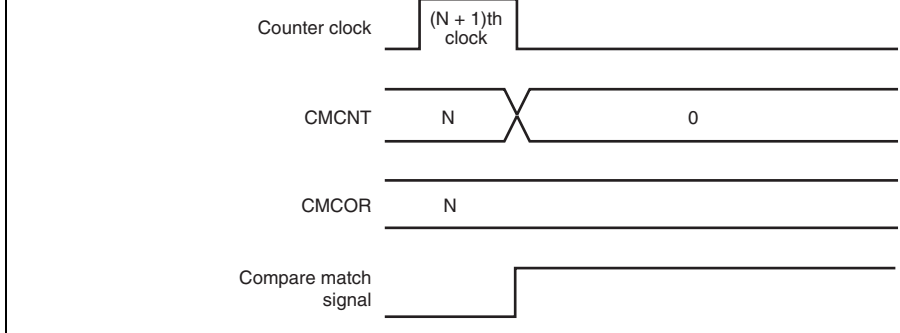 Counter clock
(N + 1)th
clock
CMCNT
N
0
CMCOR
N
Compare match
signal